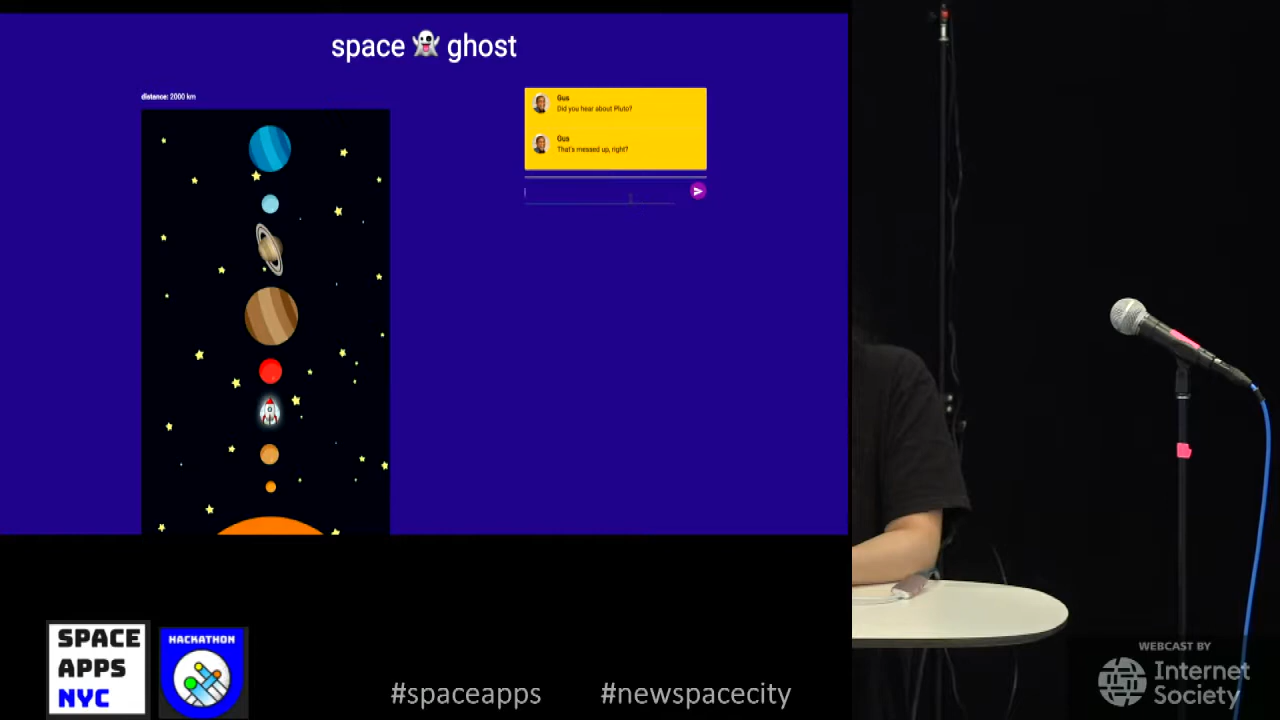 space 👻 ghost
distance: 2000 km
Gus
Did you hear about Pluto?
Gus
That's messed up, right?
SPACE
APPS
NYC
HACKATHON
#spaceapps #newspacecity
WEBCAST BY
Internet
Society